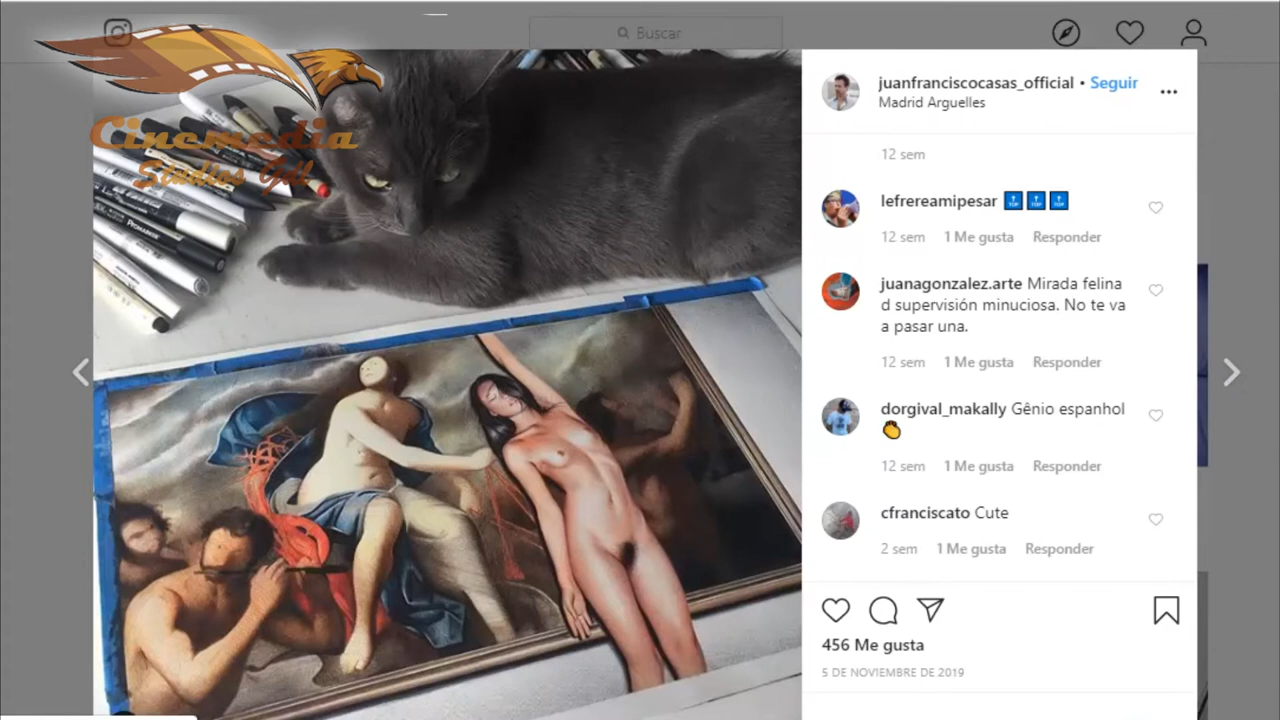 Buscar
Cinemedia
Studios Gdl
PROMARKER
juanfranciscocasas_official • Seguir
Madrid Arguelles
12 sem
lefrereamipesar 🔝🔝🔝
12 sem 1 Me gusta Responder
juanagonzalez.arte Mirada felina
d supervisión minuciosa. No te va
a pasar una.
12 sem 1 Me gusta Responder
dorgival_makally Gênio espanhol
👏
12 sem 1 Me gusta Responder
cfranciscato Cute
2 sem 1 Me gusta Responder
456 Me gusta
5 DE NOVIEMBRE DE 2019